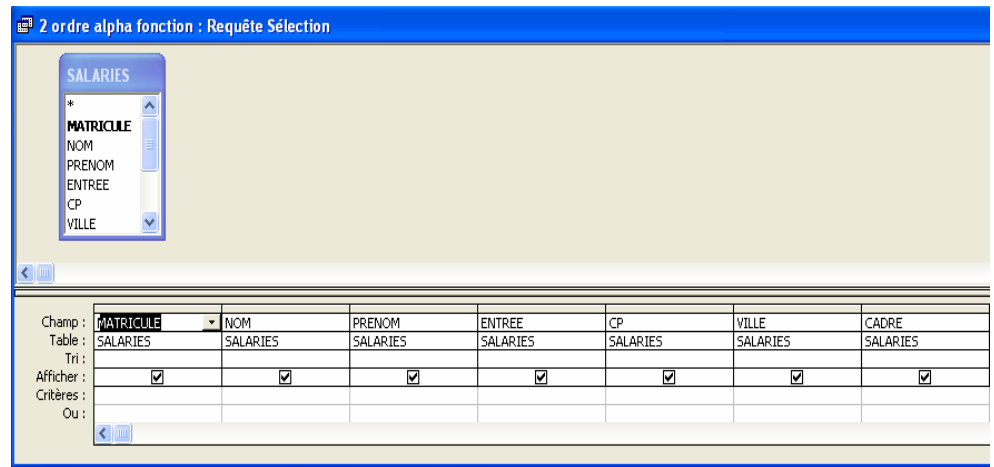 2 ordre alpha fonction : Requête Sélection
SALARIES
*
MATRICULE
NOM
PRENOM
ENTREE
CP
VILLE
Champ : MATRICULE NOM PRENOM ENTREE CP VILLE CADRE
Table : SALARIES SALARIES SALARIES SALARIES SALARIES SALARIES SALARIES
Tri :
Afficher :
Critères :
Ou :